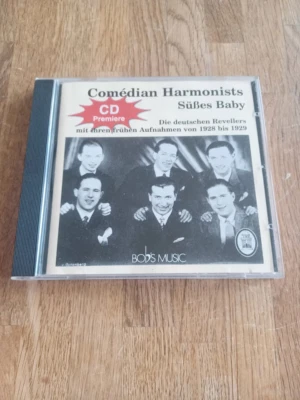 Comédian Harmonists
Süßes Baby
CD
Premiere
Die deutschen Revellers
mit ihren frühen Aufnahmen von 1928 bis 1929
BOB'S MUSIC